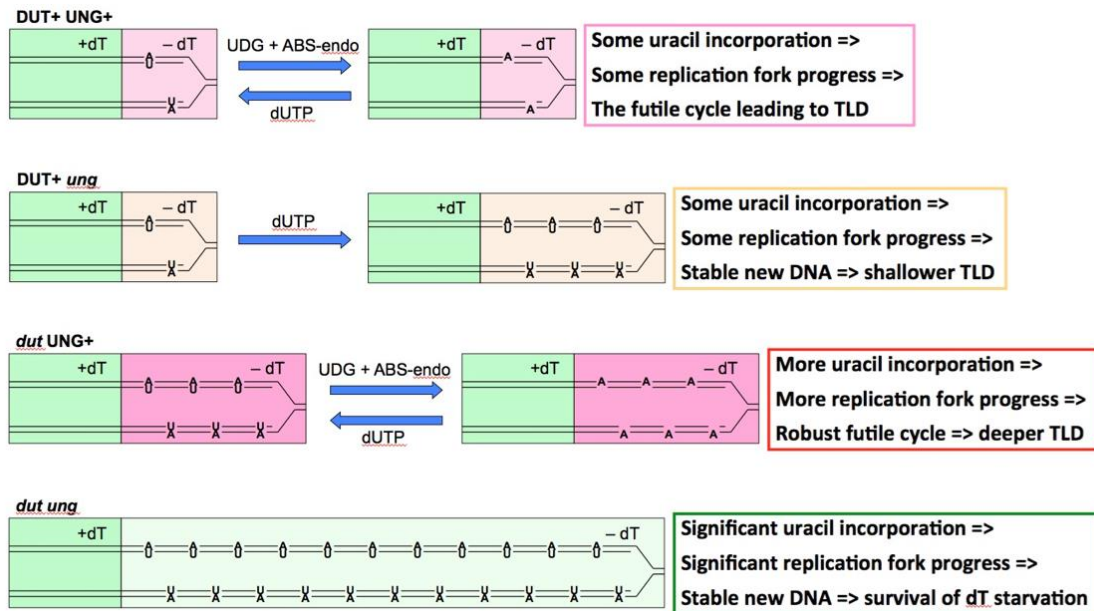 DUT+ UNG+
+dT – dT
A
U
U
A
UDG + ABS-endo
dUTP
+dT – dT
A
A
Some uracil incorporation =>
Some replication fork progress =>
The futile cycle leading to TLD
DUT+ ung
+dT – dT
A
U
U
A
dUTP
+dT – dT
A A A
U U U
U U U
A A A
Some uracil incorporation =>
Some replication fork progress =>
Stable new DNA => shallower TLD
dut UNG+
+dT – dT
A A A
U U U
U U U
A A A
UDG + ABS-endo
dUTP
+dT – dT
A A A
A A A
More uracil incorporation =>
More replication fork progress =>
Robust futile cycle => deeper TLD
dut ung
+dT – dT
A A A A A A A A A A
U U U U U U U U U U
U U U U U U U U U U U
A A A A A A A A A A A
Significant uracil incorporation =>
Significant replication fork progress =>
Stable new DNA => survival of dT starvation